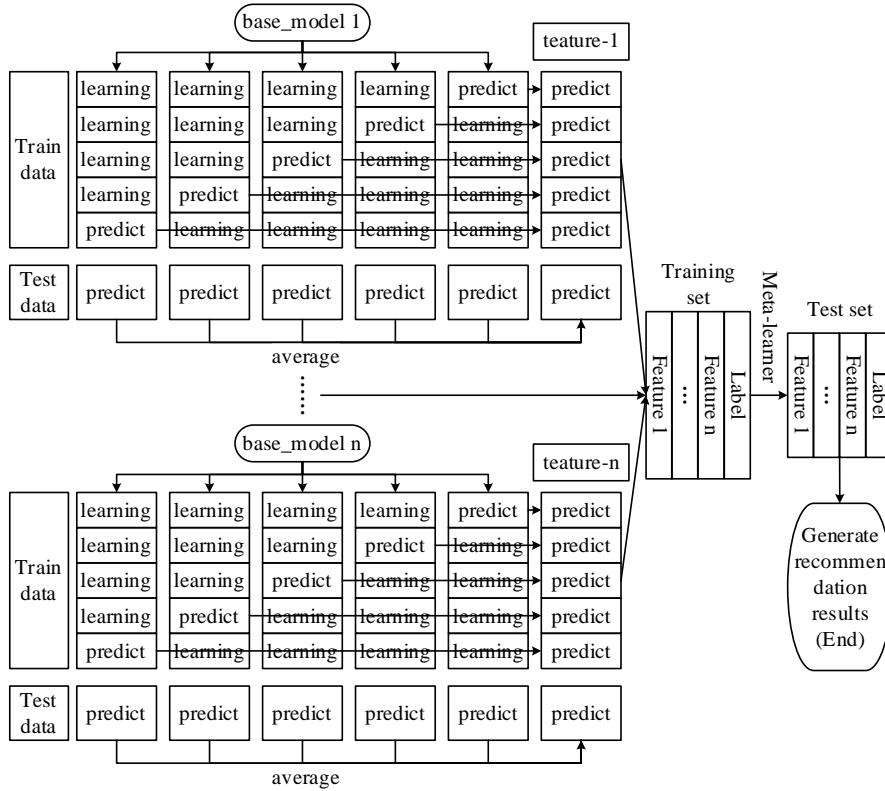 base_model 1
teature-1
learning learning learning learning predict predict
learning learning learning predict learning predict
Train
data
learning learning predict learning learning predict
learning predict learning learning learning predict
predict learning learning learning learning predict
Test
data
predict predict predict predict predict predict
average
......
Training
set
Meta-learner
Test set
Feature 1
...
Feature n
Label
Feature 1
...
Feature n
Label
base_model n
teature-n
learning learning learning learning predict predict
learning learning learning predict learning predict
Train
data
learning learning predict learning learning predict
learning predict learning learning learning predict
predict learning learning learning learning predict
Test
data
predict predict predict predict predict predict
average
Generate
recommen
dation
results
(End)